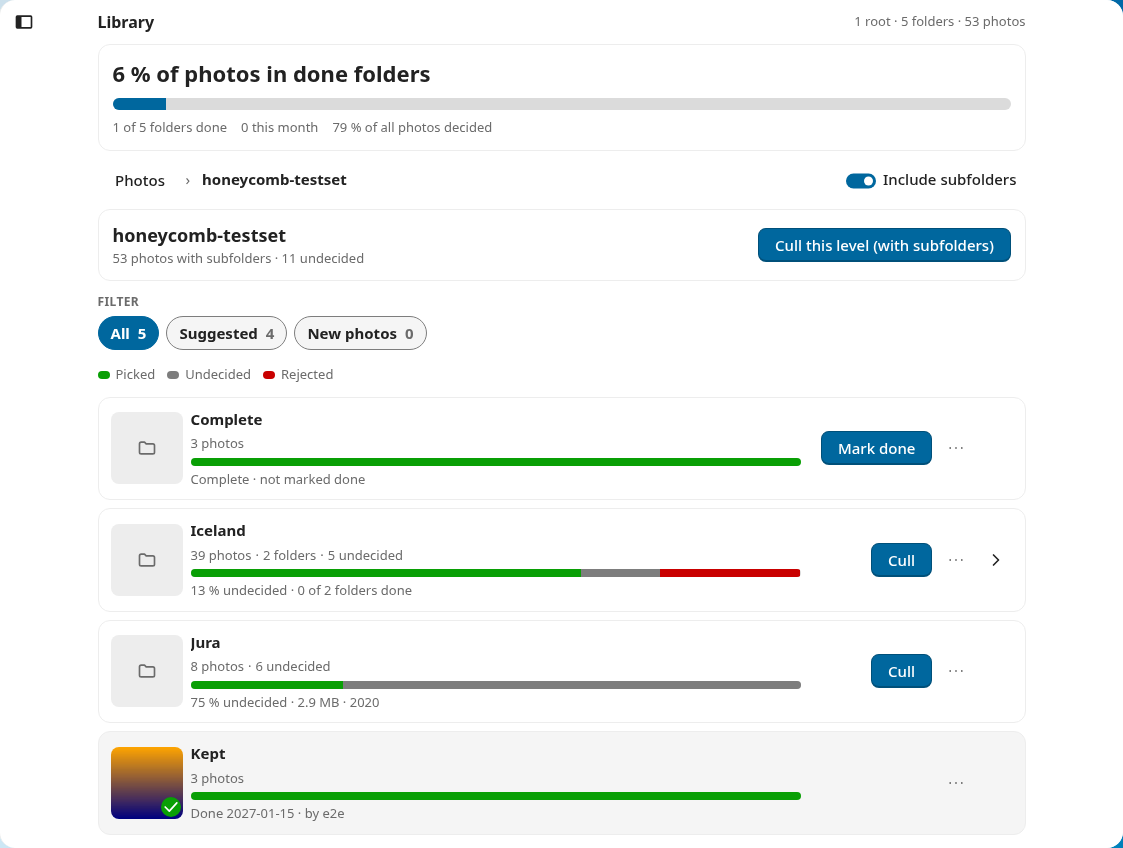 Library
1 root · 5 folders · 53 photos
6 % of photos in done folders
1 of 5 folders done 0 this month 79 % of all photos decided
Photos › honeycomb-testset
Include subfolders
honeycomb-testset
53 photos with subfolders · 11 undecided
Cull this level (with subfolders)
FILTER
All 5 Suggested 4 New photos 0
Picked Undecided Rejected
Complete
3 photos
Complete · not marked done
Mark done ···
Iceland
39 photos · 2 folders · 5 undecided
13 % undecided · 0 of 2 folders done
Cull ···
Jura
8 photos · 6 undecided
75 % undecided · 2.9 MB · 2020
Cull ···
Kept
3 photos
Done 2027-01-15 · by e2e
···